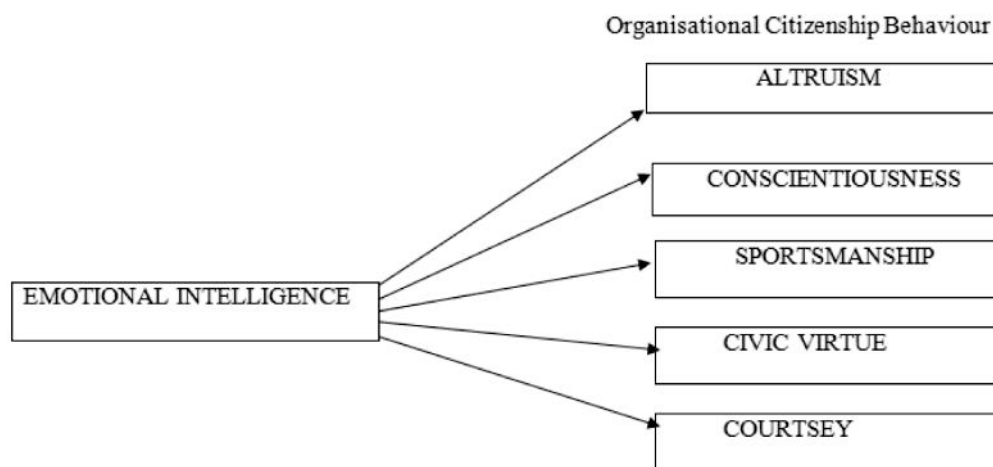 Organisational Citizenship Behaviour
ALTRUISM
CONSCIENTIOUSNESS
SPORTSMANSHIP
EMOTIONAL INTELLIGENCE
CIVIC VIRTUE
COURTSEY